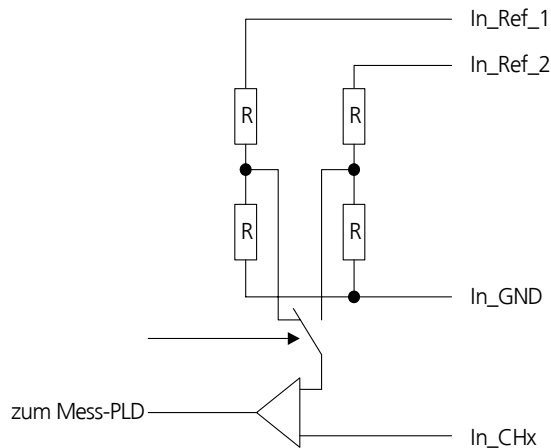 In_Ref_1
In_Ref_2
R
R
R
R
In_GND
zum Mess-PLD
In_CHx